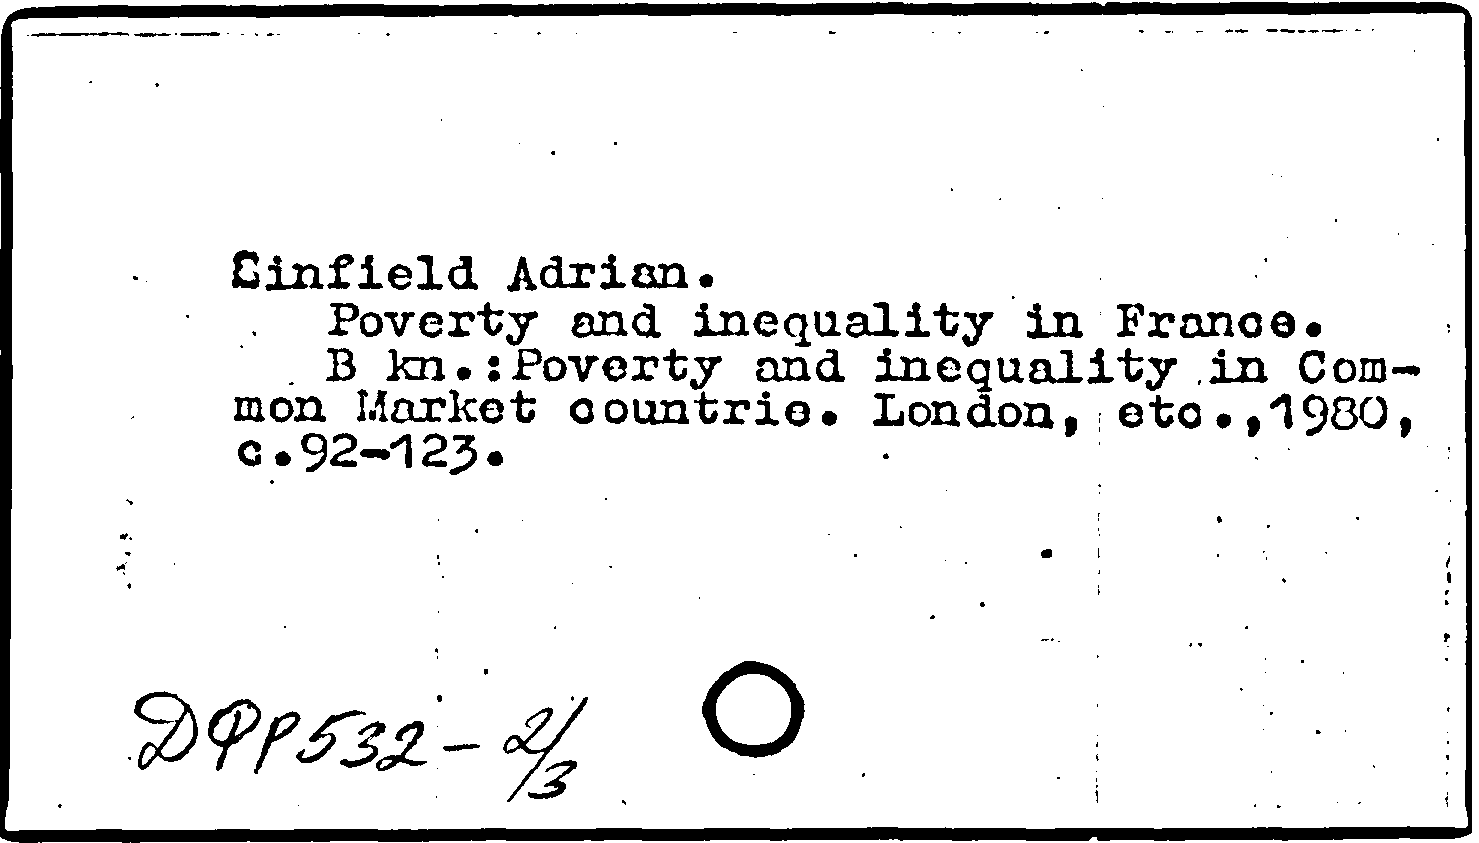 Sinfield Adrian.
Poverty and inequality in France.
B kn.:Poverty and inequality in Com-
mon Market countrie. London, etc.,1980,
c.92-123.
ДФР532-2/3